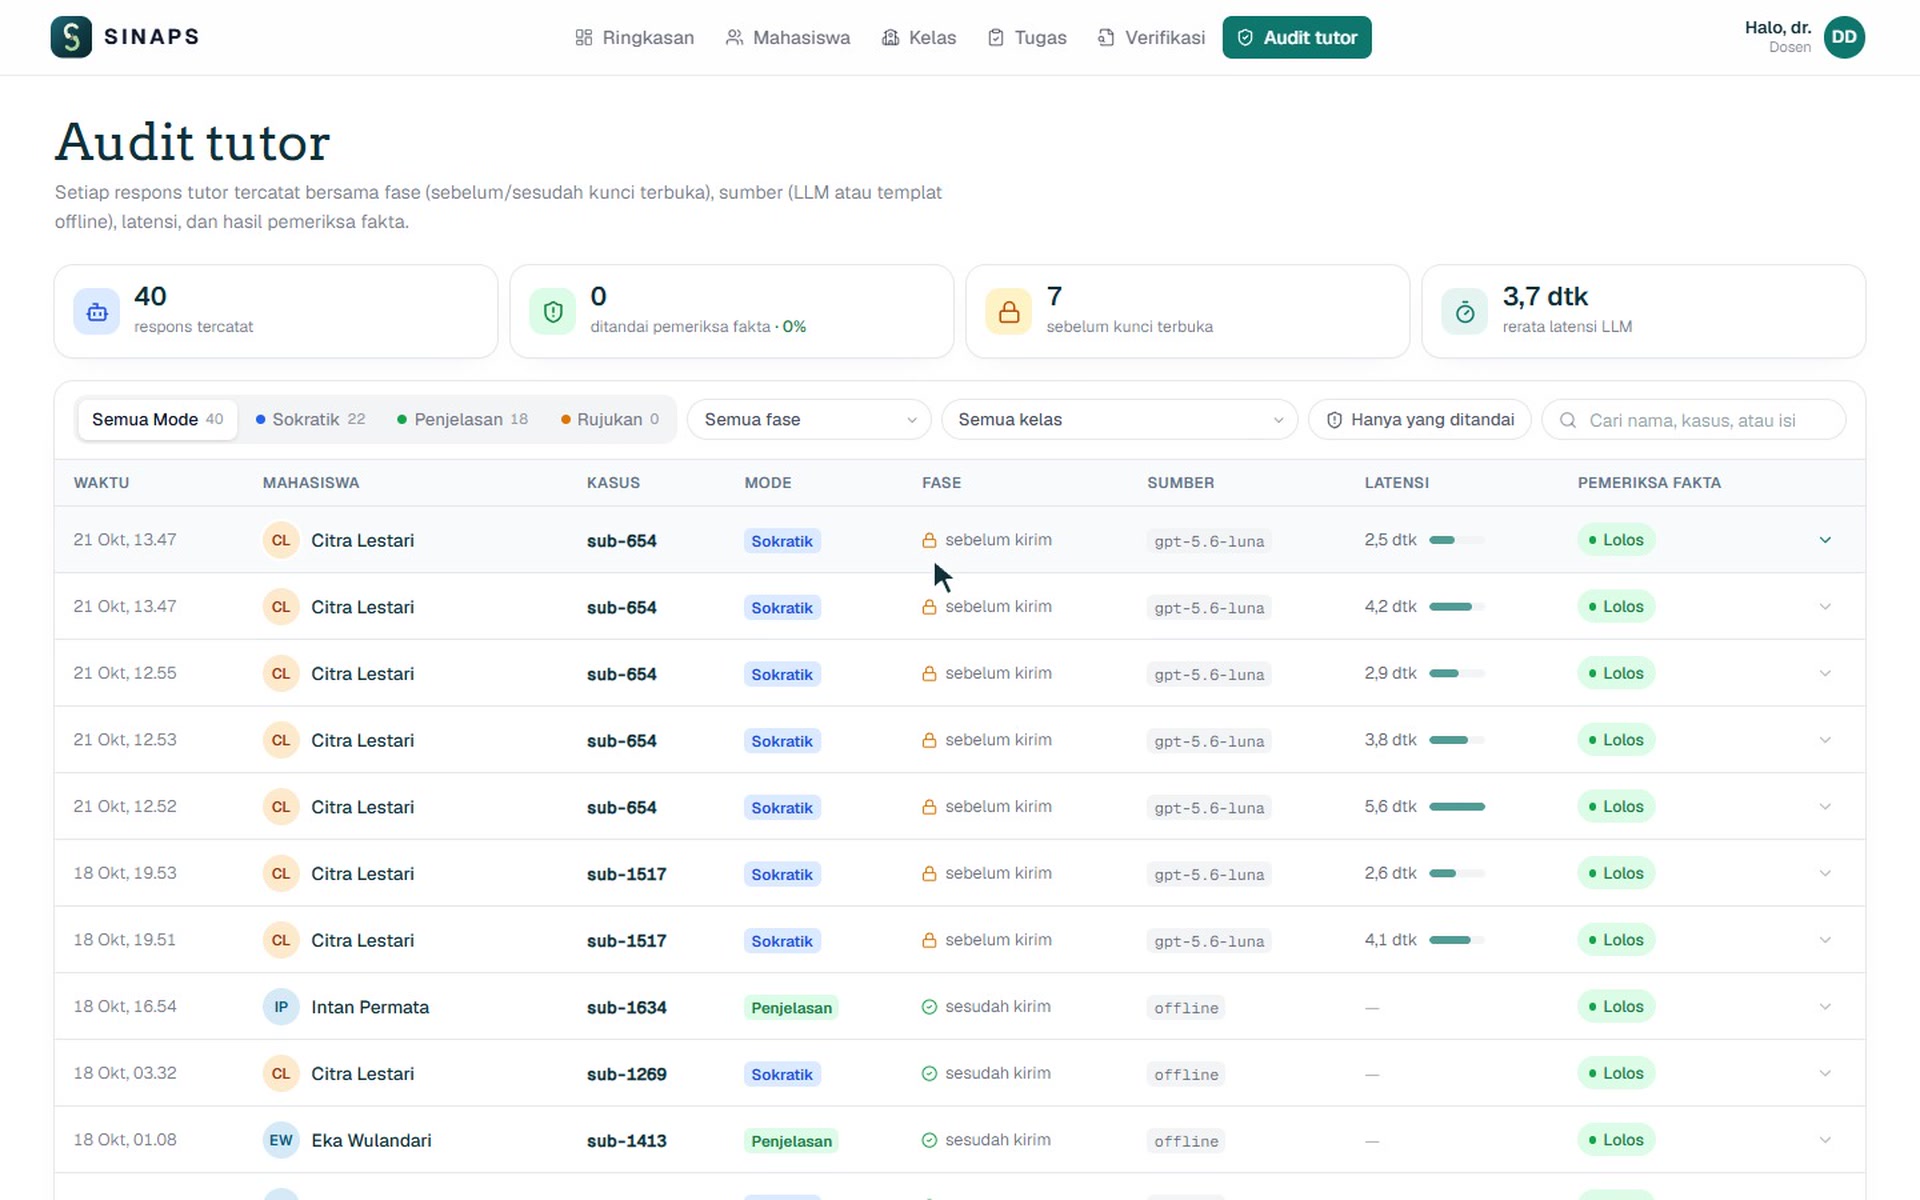 SINAPS
Ringkasan
Mahasiswa
Kelas
Tugas
Verifikasi
Audit tutor
Halo, dr.
Dosen
DD
Audit tutor
Setiap respons tutor tercatat bersama fase (sebelum/sesudah kunci terbuka), sumber (LLM atau templat
offline), latensi, dan hasil pemeriksa fakta.
40
respons tercatat
0
ditandai pemeriksa fakta · 0%
7
sebelum kunci terbuka
3,7 dtk
rerata latensi LLM
Semua Mode 40
Sokratik 22
Penjelasan 18
Rujukan 0
Semua fase
Semua kelas
Hanya yang ditandai
Cari nama, kasus, atau isi
WAKTU MAHASISWA KASUS MODE FASE SUMBER LATENSI PEMERIKSA FAKTA
21 Okt, 13.47 CL Citra Lestari sub-654 Sokratik sebelum kirim gpt-5.6-luna 2,5 dtk Lolos
21 Okt, 13.47 CL Citra Lestari sub-654 Sokratik sebelum kirim gpt-5.6-luna 4,2 dtk Lolos
21 Okt, 12.55 CL Citra Lestari sub-654 Sokratik sebelum kirim gpt-5.6-luna 2,9 dtk Lolos
21 Okt, 12.53 CL Citra Lestari sub-654 Sokratik sebelum kirim gpt-5.6-luna 3,8 dtk Lolos
21 Okt, 12.52 CL Citra Lestari sub-654 Sokratik sebelum kirim gpt-5.6-luna 5,6 dtk Lolos
18 Okt, 19.53 CL Citra Lestari sub-1517 Sokratik sebelum kirim gpt-5.6-luna 2,6 dtk Lolos
18 Okt, 19.51 CL Citra Lestari sub-1517 Sokratik sebelum kirim gpt-5.6-luna 4,1 dtk Lolos
18 Okt, 16.54 IP Intan Permata sub-1634 Penjelasan sesudah kirim offline — Lolos
18 Okt, 03.32 CL Citra Lestari sub-1269 Sokratik sesudah kirim offline — Lolos
18 Okt, 01.08 EW Eka Wulandari sub-1413 Penjelasan sesudah kirim offline — Lolos